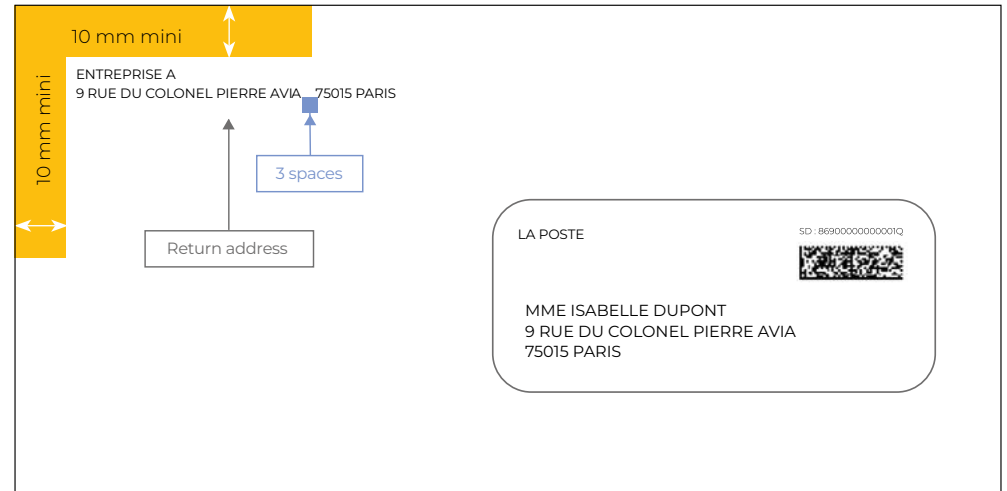 10 mm mini
10 mm mini
ENTREPRISE A
9 RUE DU COLONEL PIERRE AVIA   75015 PARIS
3 spaces
Return address
LA POSTE
SD : 86900000000001Q
MME ISABELLE DUPONT
9 RUE DU COLONEL PIERRE AVIA
75015 PARIS